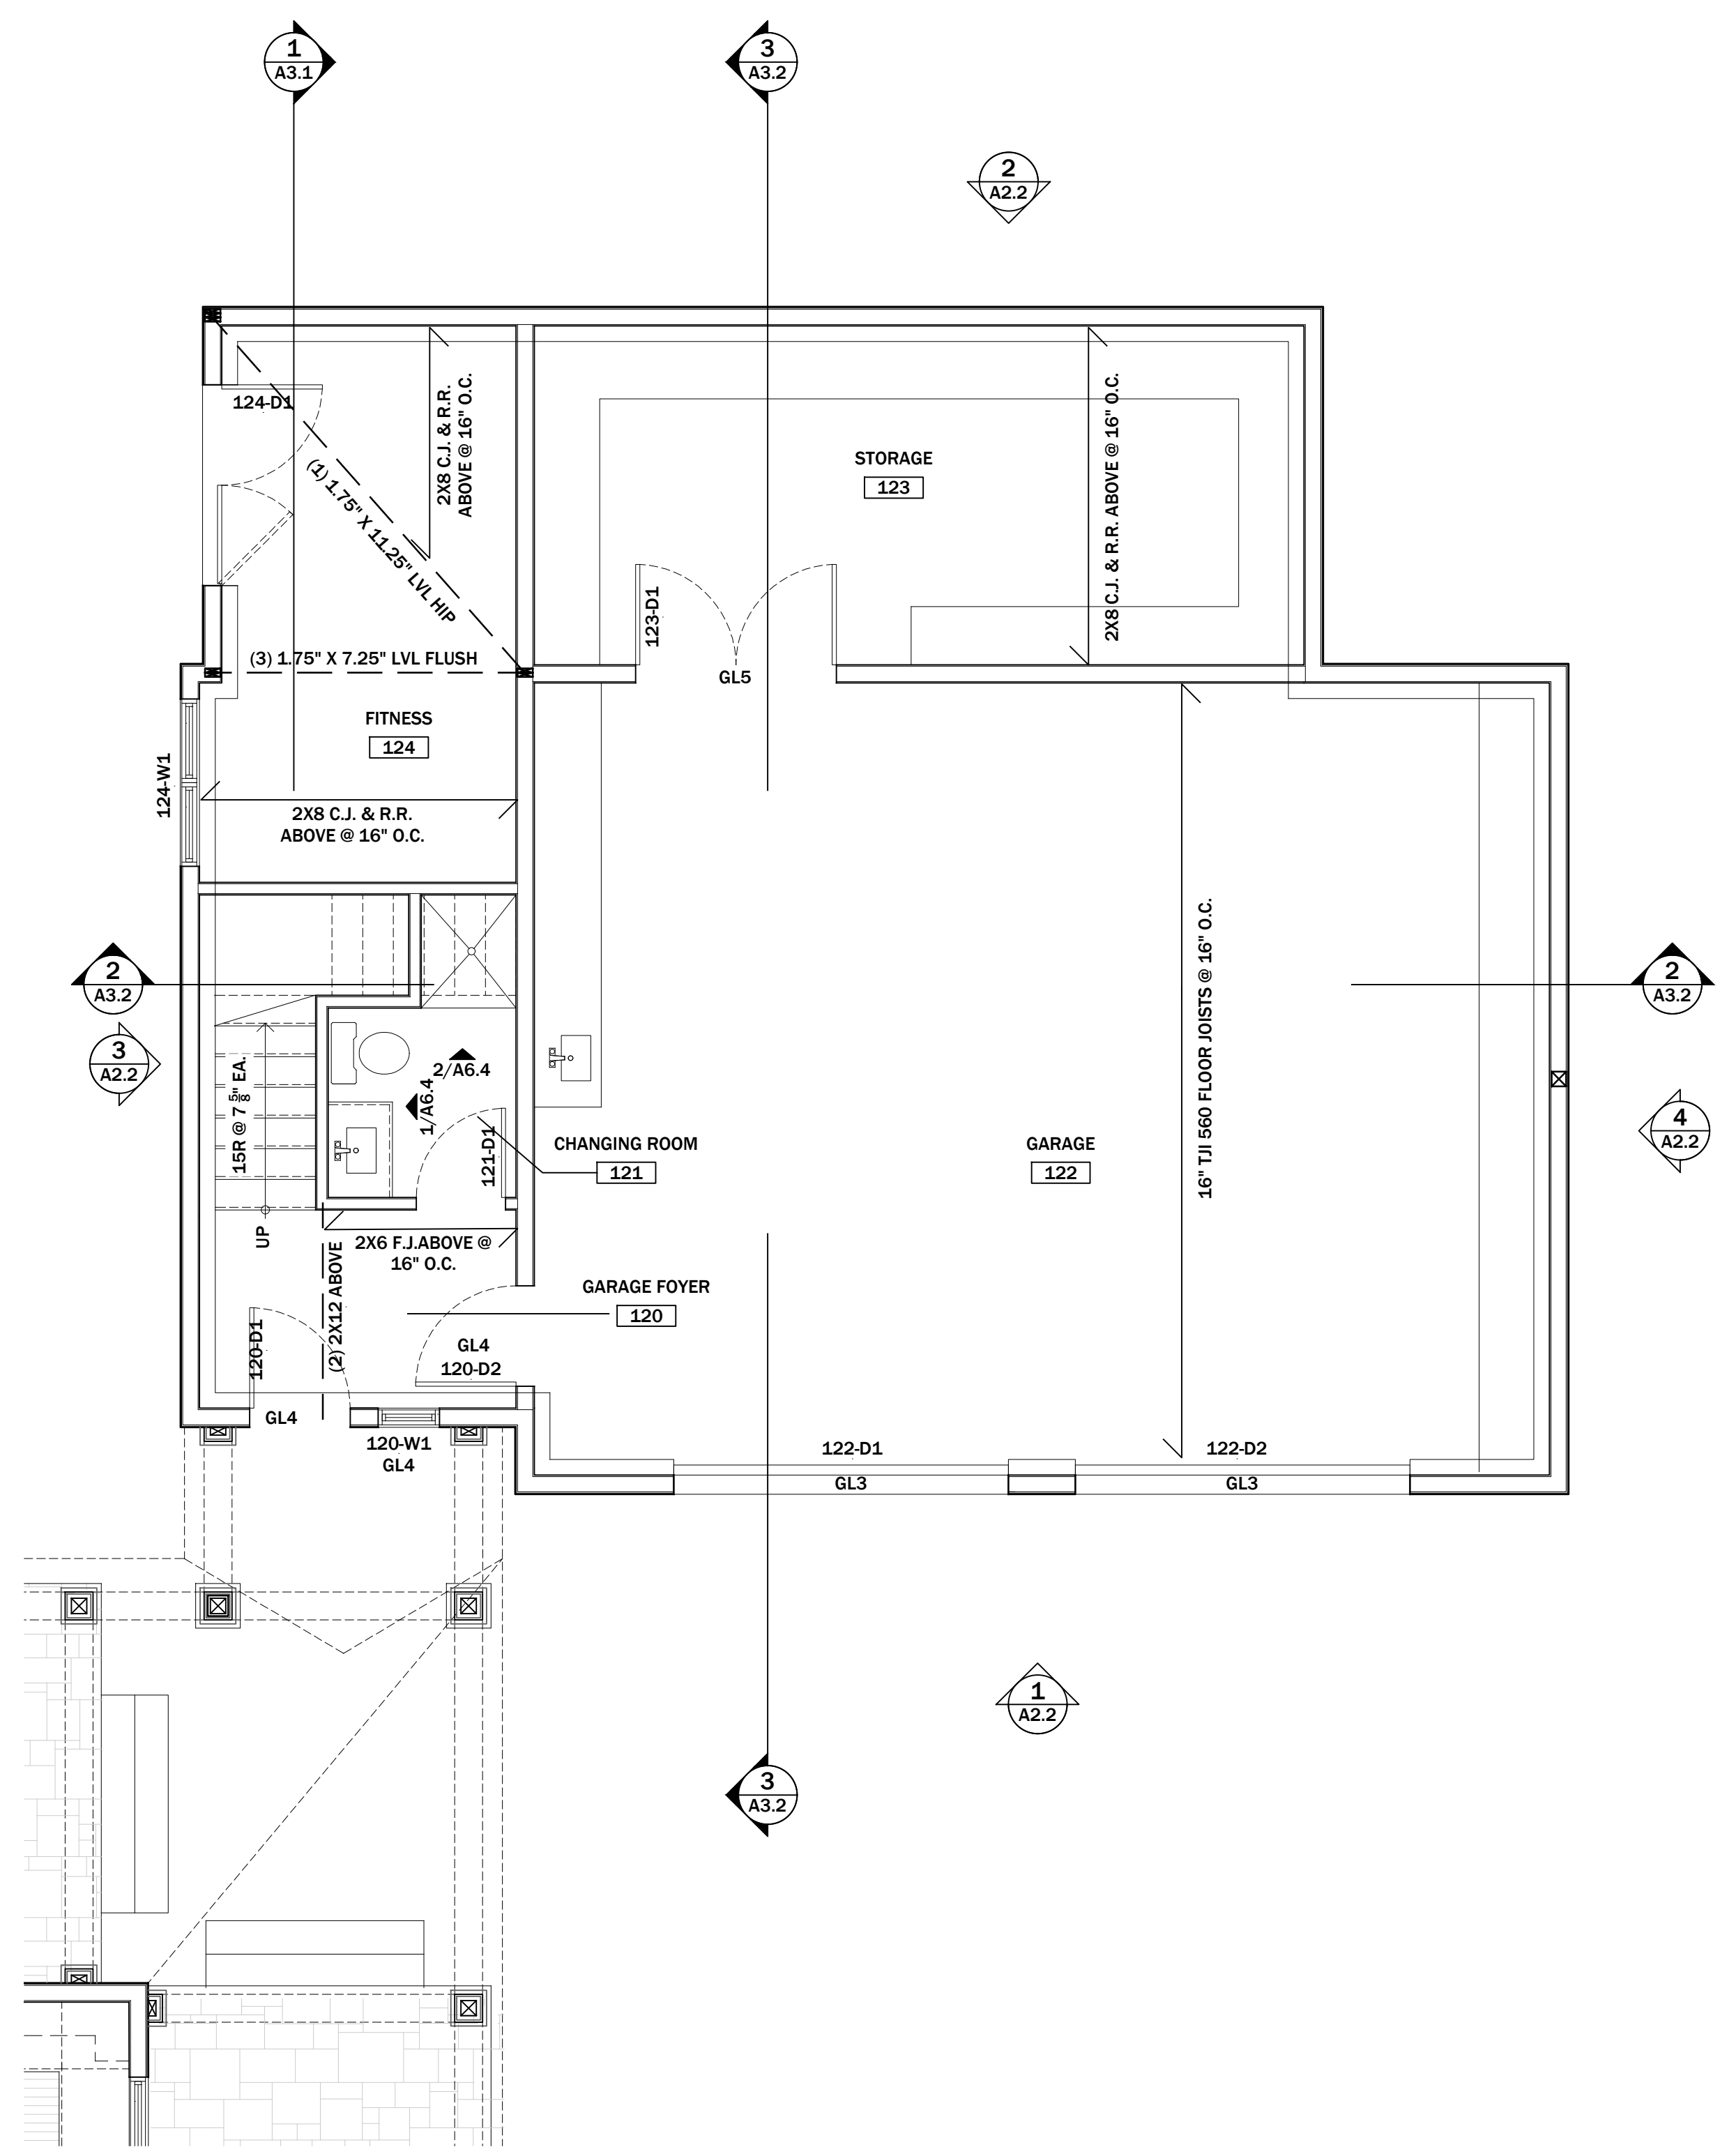 1
A3.1
3
A3.2
2
A2.2
124-D1
2X8 C.J. & R.R.
ABOVE @ 16" O.C.
2X8 C.J. & R.R. ABOVE @ 16" O.C.
STORAGE
123
(1) 1.75" X 11.25" LVL HIP
123-D1
(3) 1.75" X 7.25" LVL FLUSH
GL5
FITNESS
124
124-W1
2X8 C.J. & R.R.
ABOVE @ 16" O.C.
2
A3.2
2
A3.2
3
A2.2
16" TJI 560 FLOOR JOISTS @ 16" O.C.
2/A6.4
1/A6.4
15R @ 7 5/8" EA.
4
A2.2
CHANGING ROOM
121
121-D1
GARAGE
122
UP
2X6 F.J.ABOVE @
16" O.C.
(2) 2X12 ABOVE
GARAGE FOYER
120
120-D1
GL4
120-D2
GL4
120-W1
GL4
122-D1
GL3
122-D2
GL3
1
A2.2
3
A3.2